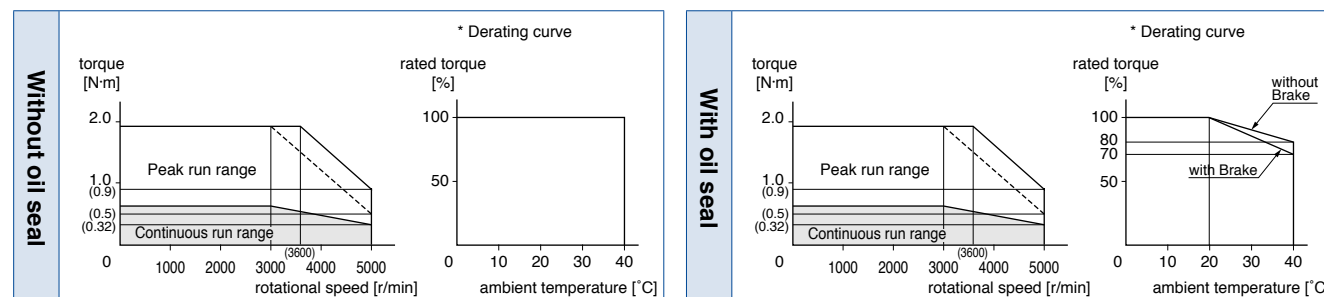 Without oil seal
* Derating curve
torque
[N·m]
rated torque
[%]
2.0
1.0
(0.9)
(0.5)
(0.32)
Peak run range
Continuous run range
(3600)
0
1000
2000
3000
4000
5000
rotational speed [r/min]
100
50
0
10
20
30
40
ambient temperature [˚C]
With oil seal
* Derating curve
torque
[N·m]
rated torque
[%]
2.0
1.0
(0.9)
(0.5)
(0.32)
Peak run range
Continuous run range
(3600)
0
1000
2000
3000
4000
5000
rotational speed [r/min]
without
Brake
100
80
70
50
with Brake
0
10
20
30
40
ambient temperature [˚C]